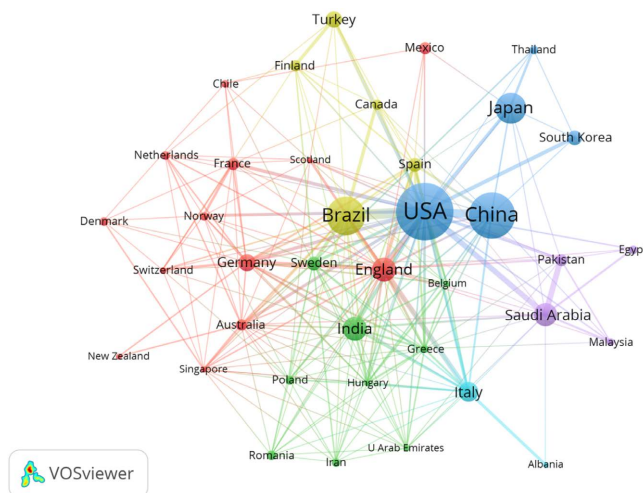 Turkey
Mexico
Thailand
Finland
Chile
Canada
Japan
South Korea
Netherlands
France
Scotland
Spain
Denmark
Norway
Brazil
USA
China
Egyp
Switzerland
Germany
Sweden
England
Belgium
Pakistan
Australia
India
Saudi Arabia
New Zealand
Singapore
Greece
Malaysia
Poland
Hungary
Italy
Romania
Iran
U Arab Emirates
Albania
VOSviewer